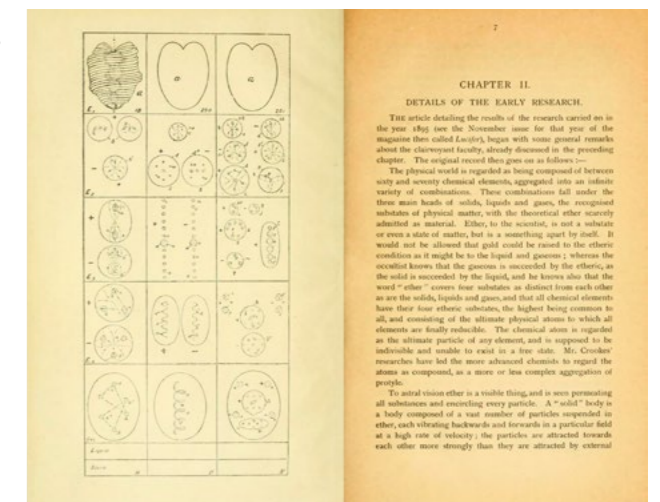 7
CHAPTER II.
DETAILS OF THE EARLY RESEARCH.
THE article detailing the results of the research carried on in
the year 1895 (see the November issue for that year of the
magazine then called Lucifer), began with some general remarks
about the clairvoyant faculty, already discussed in the preceding
chapter. The original record then goes on as follows :—
The physical world is regarded as being composed of between
sixty and seventy chemical elements, aggregated into an infinite
variety of combinations. These combinations fall under the
three main heads of solids, liquids and gases, the recognised
substates of physical matter, with the theoretical ether scarcely
admitted as material. Ether, to the scientist, is not a substate
or even a state of matter, but is a something apart by itself. It
would not be allowed that gold could be raised to the etheric
condition as it might be to the liquid and gaseous ; whereas the
occultist knows that the gaseous is succeeded by the etheric, as
the solid is succeeded by the liquid, and he knows also that the
word " ether " covers four substates as distinct from each other
as are the solids, liquids and gases, and that all chemical elements
have their four etheric substates, the highest being common to
all, and consisting of the ultimate physical atoms to which all
elements are finally reducible. The chemical atom is regarded
as the ultimate particle of any element, and is supposed to be
indivisible and unable to exist in a free state. Mr. Crookes'
researches have led the more advanced chemists to regard the
atoms as compound, as a more or less complex aggregation of
protyle.
To astral vision ether is a visible thing, and is seen permeating
all substances and encircling every particle. A " solid " body is
a body composed of a vast number of particles suspended in
ether, each vibrating backwards and forwards in a particular field
at a high rate of velocity ; the particles are attracted towards
each other more strongly than they are attracted by external